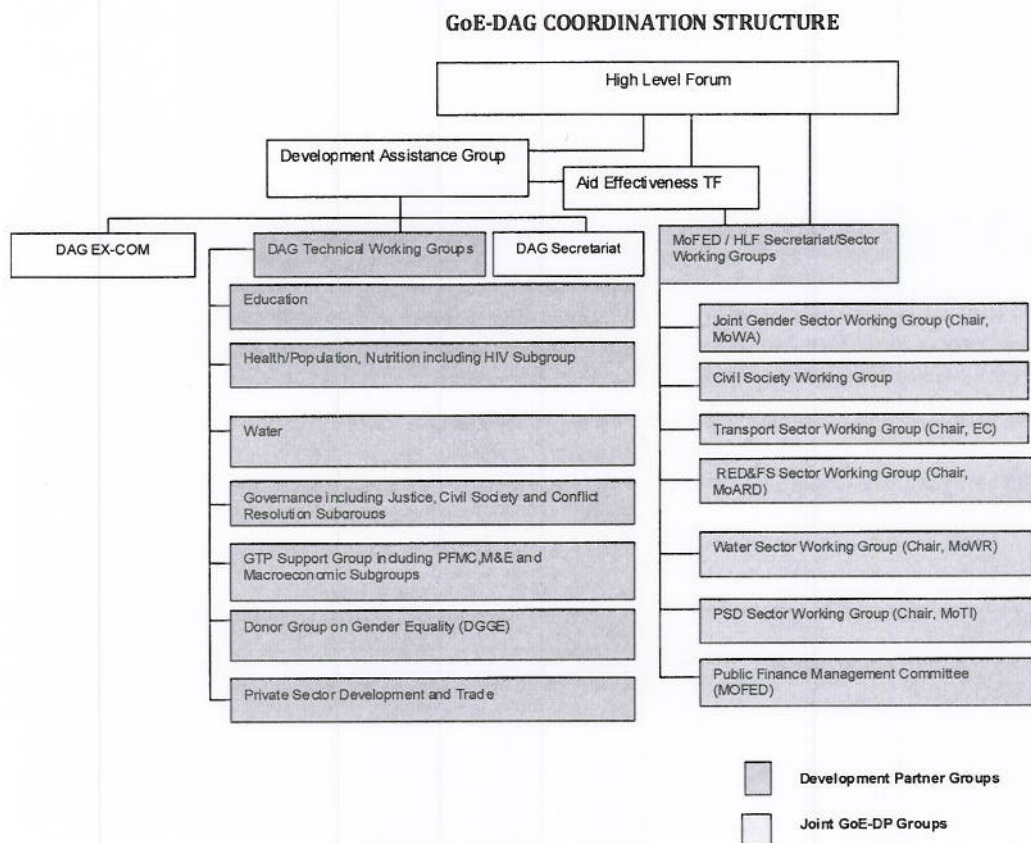 GoE-DAG COORDINATION STRUCTURE
High Level Forum
Development Assistance Group
Aid Effectiveness TF
DAG EX-COM
DAG Technical Working Groups
DAG Secretariat
MoFED / HLF Secretariat/Sector
Working Groups
Education
Health/Population, Nutrition including HIV Subgroup
Water
Governance including Justice, Civil Society and Conflict
Resolution Subgroups
GTP Support Group including PFMC,M&E and
Macroeconomic Subgroups
Donor Group on Gender Equality (DGGE)
Private Sector Development and Trade
Joint Gender Sector Working Group (Chair,
MoWA)
Civil Society Working Group
Transport Sector Working Group (Chair, EC)
RED&FS Sector Working Group (Chair,
MoARD)
Water Sector Working Group (Chair, MoWR)
PSD Sector Working Group (Chair, MoTI)
Public Finance Management Committee
(MOFED)
Development Partner Groups
Joint GoE-DP Groups